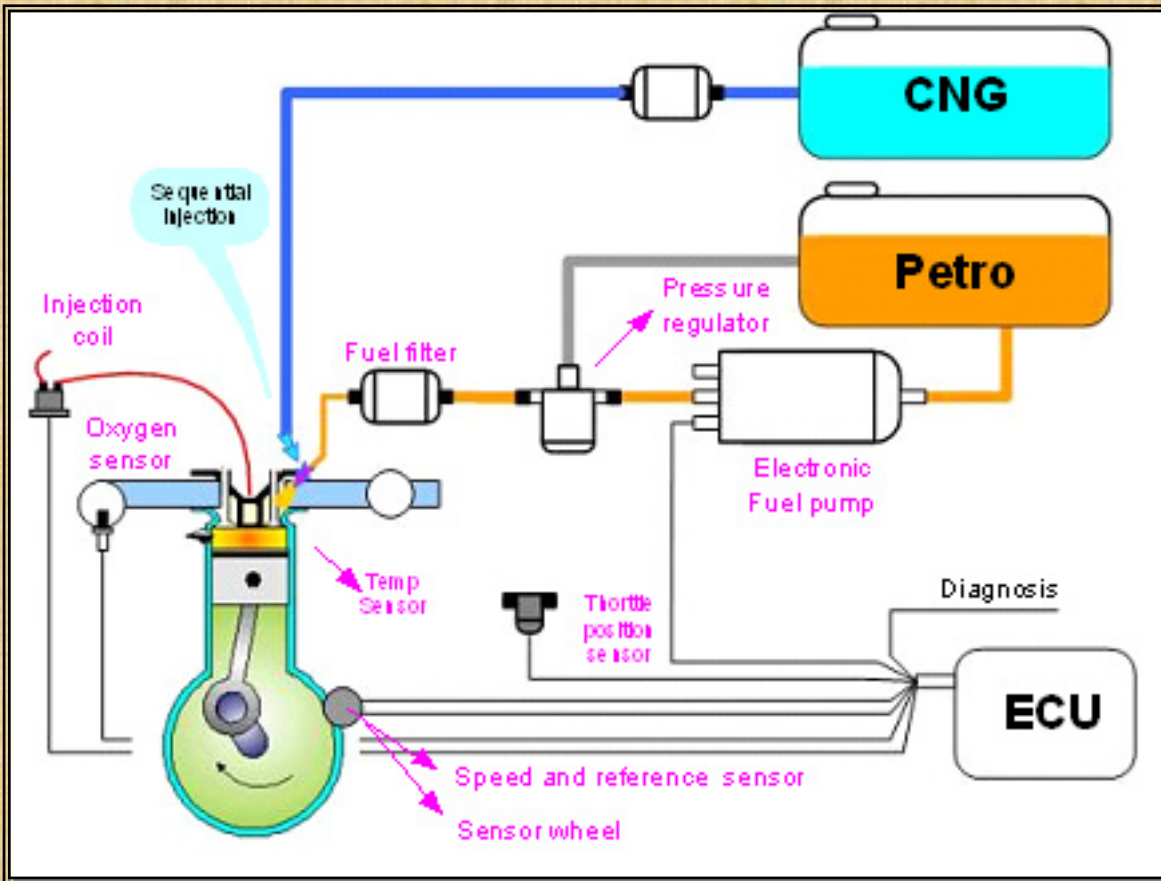 CNG
Sequential
Injection
Petro
Pressure
regulator
Injection
coil
Fuel filter
Oxygen
sensor
Electronic
Fuel pump
Temp
Sensor
Thorttle
position
sensor
Diagnosis
ECU
Speed and reference sensor
Sensor wheel